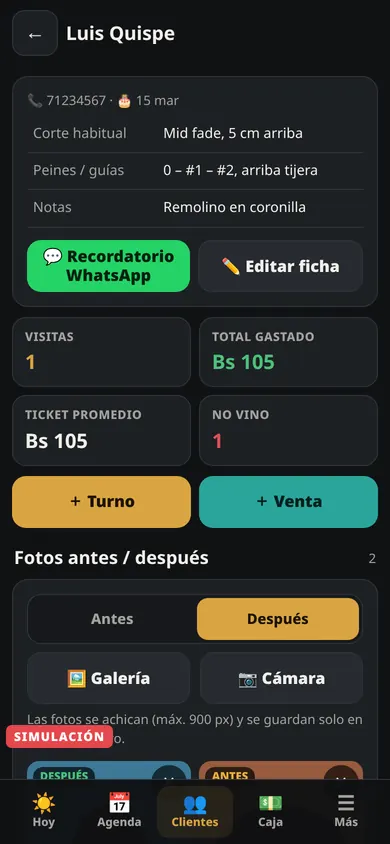 ← Luis Quispe
📞 71234567 · 🎂 15 mar
Corte habitual Mid fade, 5 cm arriba
Peines / guías 0 – #1 – #2, arriba tijera
Notas Remolino en coronilla
💬 Recordatorio
WhatsApp
✏️ Editar ficha
VISITAS
1
TOTAL GASTADO
Bs 105
TICKET PROMEDIO
Bs 105
NO VINO
1
+ Turno
+ Venta
Fotos antes / después 2
Antes
Después
🖼️ Galería
📷 Cámara
Las fotos se achican (máx. 900 px) y se guardan solo en
SIMULACIÓN
DESPUÉS
ANTES
Hoy
Agenda
Clientes
Caja
Más